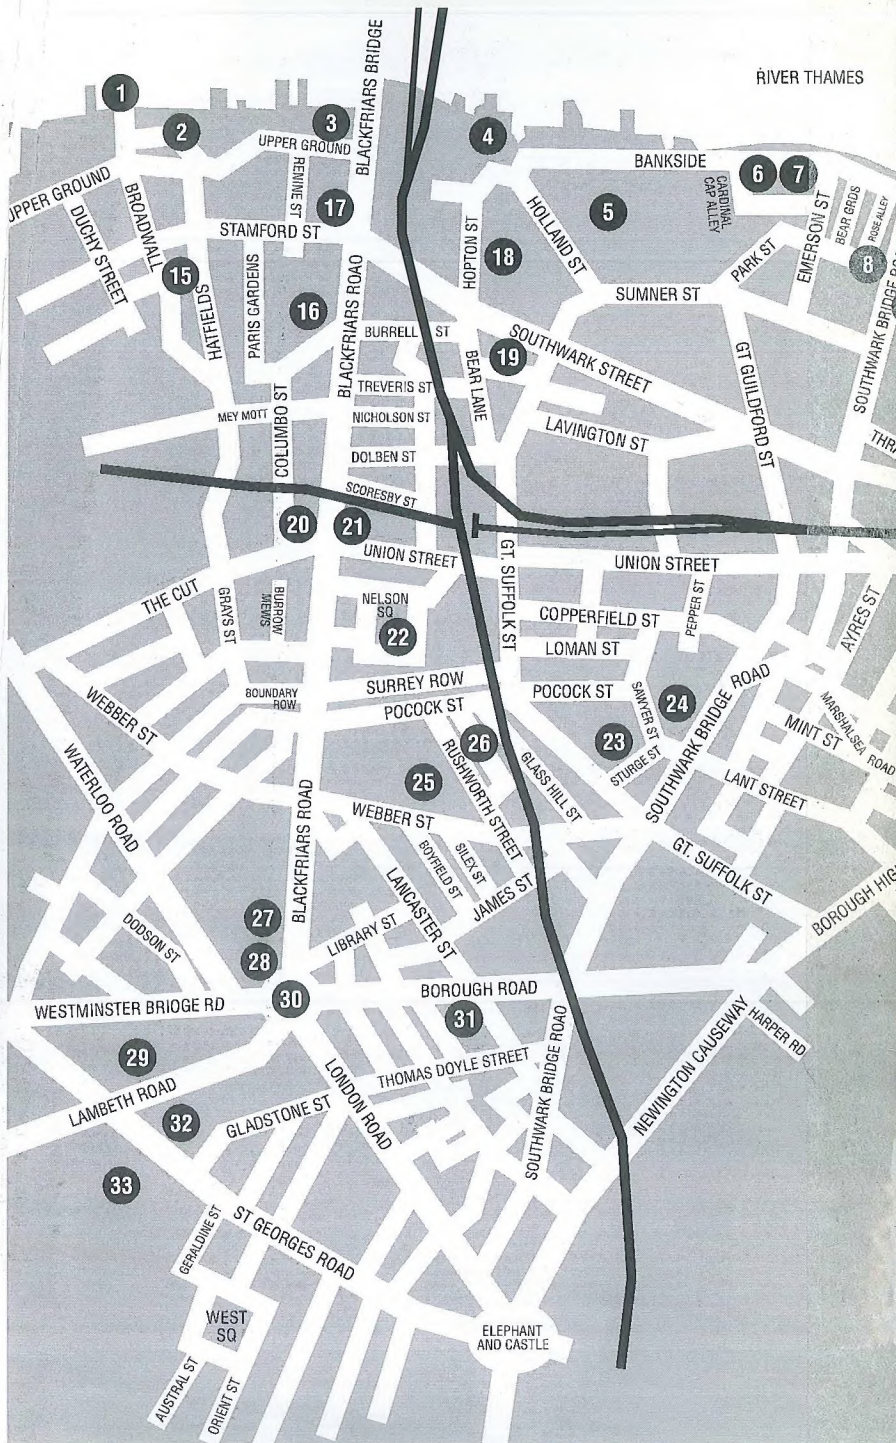 RIVER THAMES
BLACKFRIARS BRIDGE
1
2
3
4
UPPER GROUND
BANKSIDE
6
7
UPPER GROUND
BROADWALL
RENINE ST
17
CARDINAL
CAP ALLEY
EMERSON ST
BEAR GRDS
ROSE ALLEY
DUCHY STREET
STAMFORD ST
HOPTON ST
HOLLAND ST
5
18
PARK ST
8
15
HATFIELDS
PARIS GARDENS
16
BLACKFRIARS ROAO
SUMNER ST
SOUTHWARK BRIDGE
BURRELL ST
BEAR LANE
19
SOUTHWARK STREET
GT GUILDFORD ST
TREVERIS ST
MEY MOTT
COLUMBO ST
NICHOLSON ST
LAVINGTON ST
DOLBEN ST
SCORESBY ST
20
21
UNION STREET
GT. SUFFOLK ST
UNION STREET
THE CUT
GRAYS ST
BURROW
MEWS
NELSON
SQ
22
COPPERFIELD ST
PEPPER ST
AYRES ST
LOMAN ST
WEBBER ST
BOUNDARY
ROW
SURREY ROW
POCOCK ST
POCOCK ST
SAWYER ST
24
SOUTHWARK BRIDGE ROAD
MARSHALSEA ROAD
MINT ST
WATERLOO ROAD
26
23
STURGE ST
25
RUSHWORTH STREET
GLASS HILL ST
LANT STREET
BLACKFRIARS ROAD
WEBBER ST
BOYFIELD ST
SILEX ST
JAMES ST
GT. SUFFOLK ST
LANCASTER ST
BOROUGH
27
DODSON ST
LIBRARY ST
28
30
WESTMINSTER BRIOGE RD
BOROUGH ROAD
31
SOUTHWARK BRIDGE ROAO
NEWINGTON CAUSEWAY
HARPER RD
29
LAMBETH ROAD
THOMAS DOYLE STREET
LONDON ROAD
32
GLADSTONE ST
33
GERALDINE ST
ST GEORGES ROAD
WEST
SQ
ELEPHANT
AND CASTLE
AUSTRAL ST
ORIENT ST